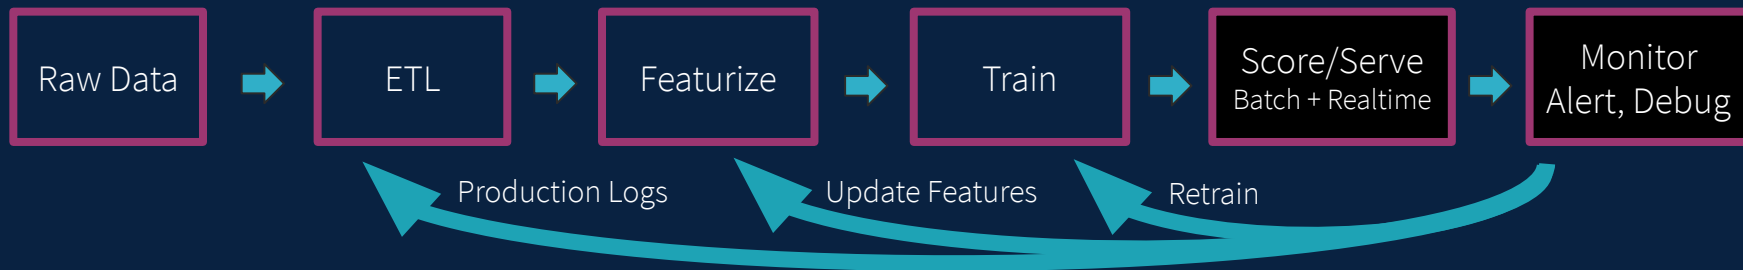 Raw Data
ETL
Featurize
Train
Score/Serve
Batch + Realtime
Monitor
Alert, Debug
Production Logs
Update Features
Retrain